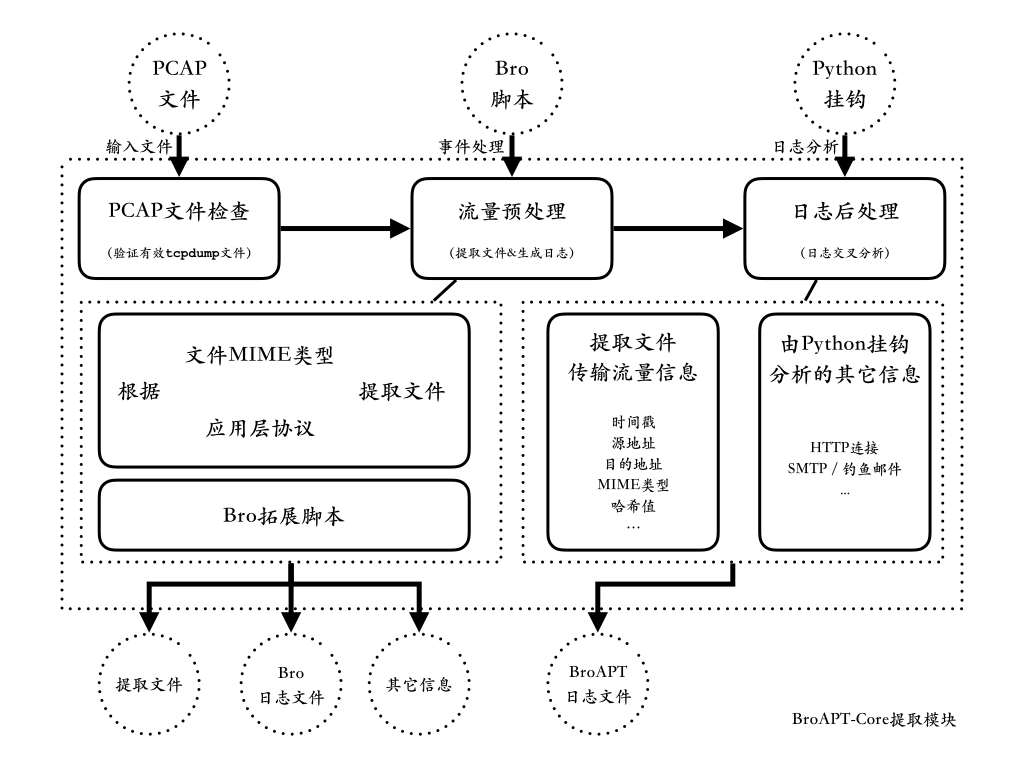 PCAP
文件
Bro
脚本
Python
挂钩
输入文件
事件处理
日志分析
PCAP文件检查
(验证有效tcpdump文件)
流量预处理
(提取文件&生成日志)
日志后处理
(日志交叉分析)
文件MIME类型
根据
提取文件
应用层协议
Bro拓展脚本
提取文件
传输流量信息
时间戳
源地址
目的地址
MIME类型
哈希值
...
由Python挂钩
分析的其它信息
HTTP连接
SMTP / 钓鱼邮件
...
提取文件
Bro
日志文件
其它信息
BroAPT
日志文件
BroAPT-Core提取模块